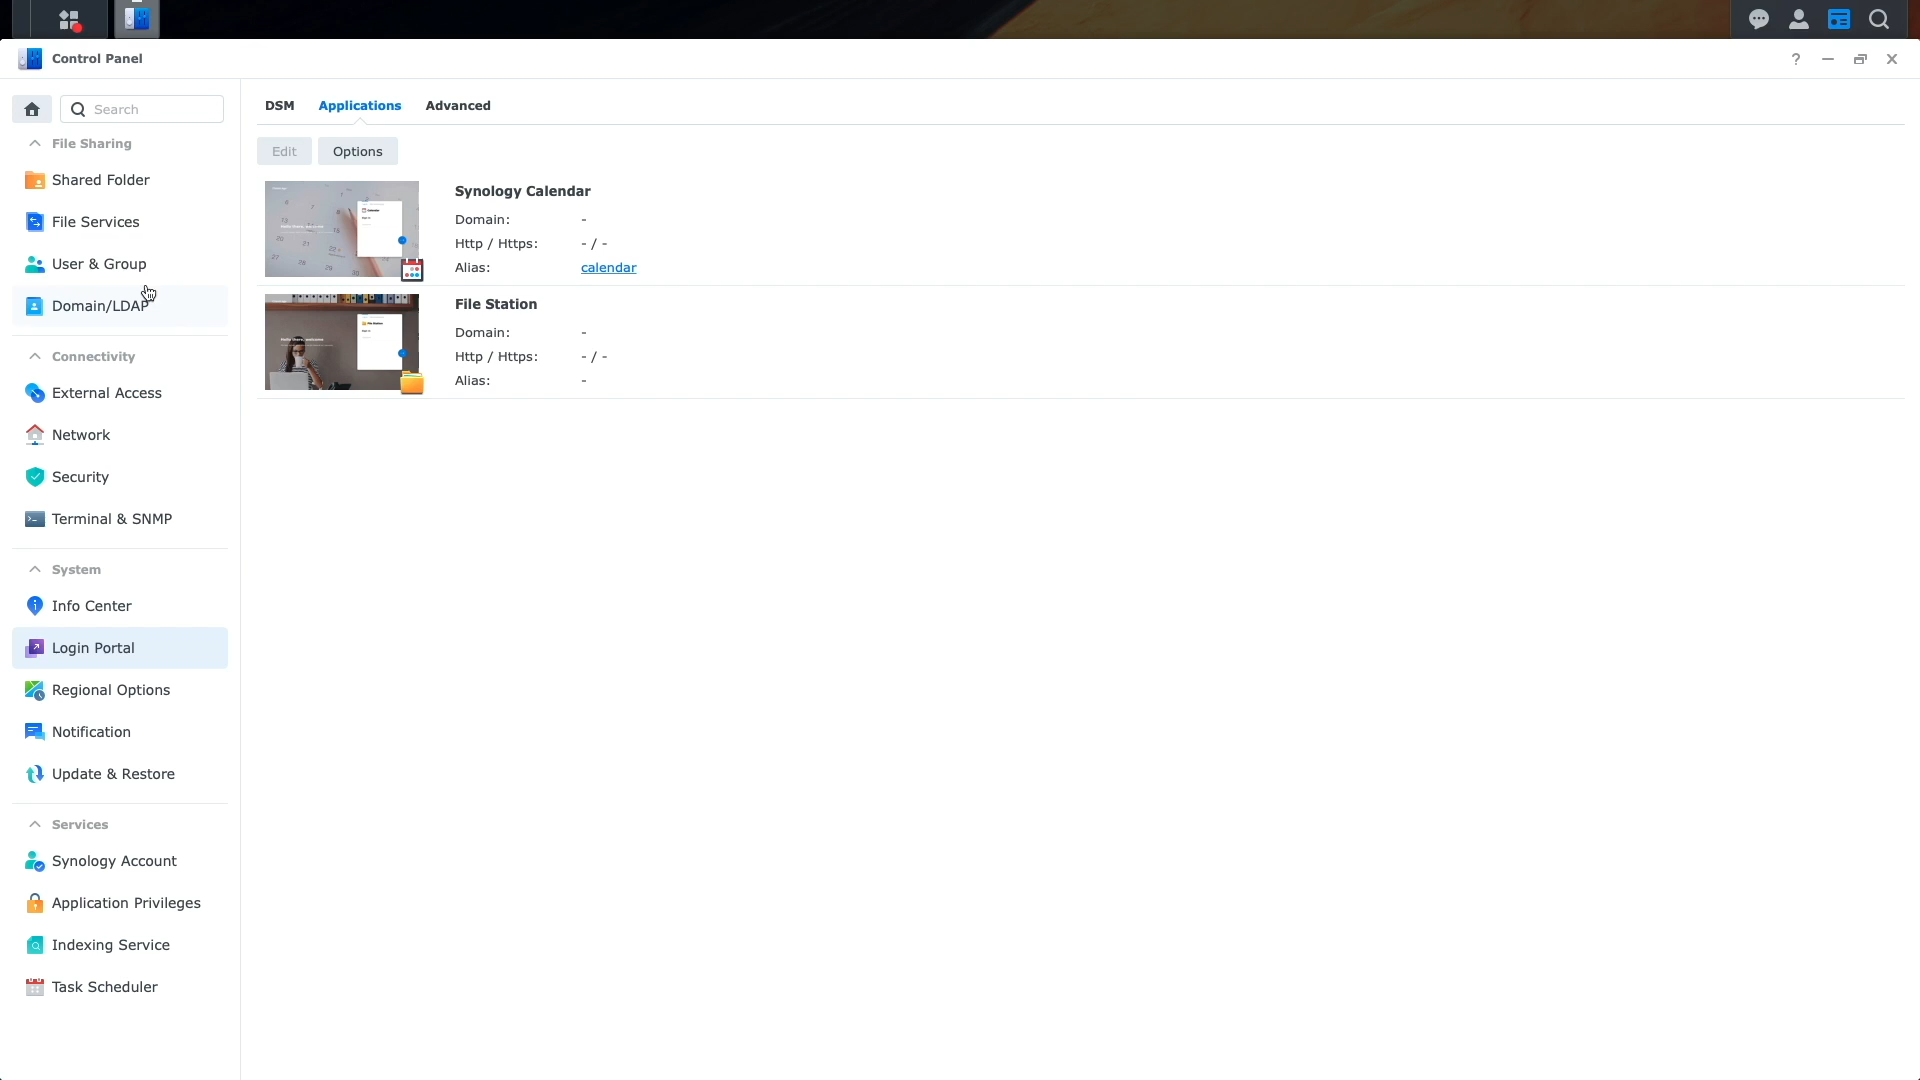 Control Panel
?
Search
File Sharing
Shared Folder
File Services
User & Group
Domain/LDAP
Connectivity
External Access
Network
Security
Terminal & SNMP
System
Info Center
Login Portal
Regional Options
Notification
Update & Restore
Services
Synology Account
Application Privileges
Indexing Service
Task Scheduler
DSM Applications Advanced
Edit Options
Synology Calendar
Domain: -
Http / Https: - / -
Alias: calendar
File Station
Domain: -
Http / Https: - / -
Alias: -